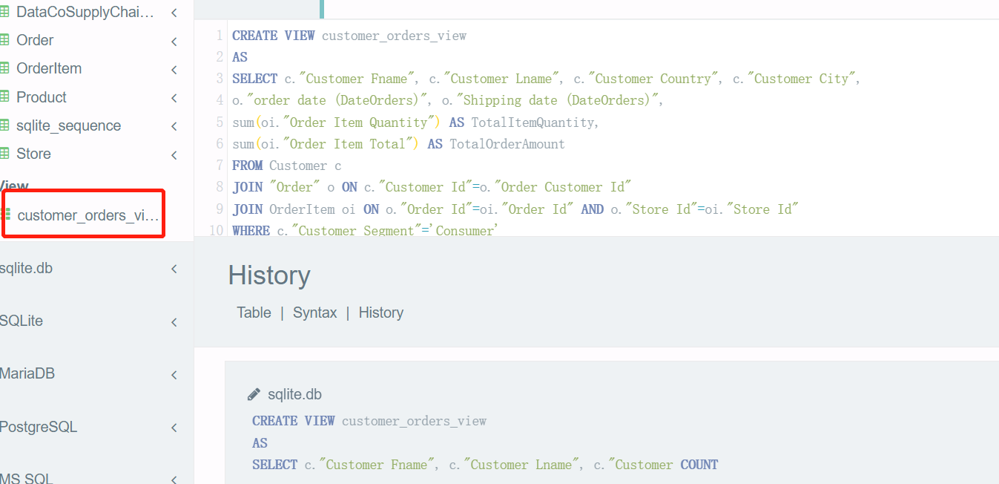 DataCoSupplyChai...
Order
OrderItem
Product
sqlite_sequence
Store
View
customer_orders_vi...
sqlite.db
SQLite
MariaDB
PostgreSQL
MS SQL
1 CREATE VIEW customer_orders_view
2 AS
3 SELECT c."Customer Fname", c."Customer Lname", c."Customer Country", c."Customer City",
4 o."order date (DateOrders)", o."Shipping date (DateOrders)",
5 sum(oi."Order Item Quantity") AS TotalItemQuantity,
6 sum(oi."Order Item Total") AS TotalOrderAmount
7 FROM Customer c
8 JOIN "Order" o ON c."Customer Id"=o."Order Customer Id"
9 JOIN OrderItem oi ON o."Order Id"=oi."Order Id" AND o."Store Id"=oi."Store Id"
10 WHERE c."Customer Segment"='Consumer'
History
Table | Syntax | History
sqlite.db
CREATE VIEW customer_orders_view
AS
SELECT c."Customer Fname", c."Customer Lname", c."Customer COUNT